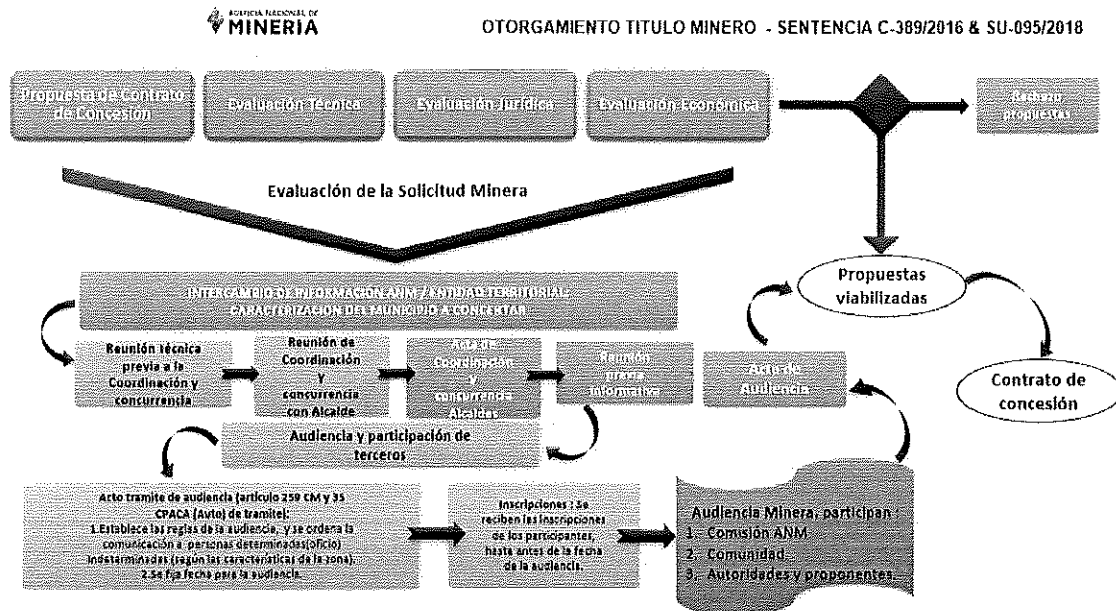 AGENCIA NACIONAL DE
MINERÍA
OTORGAMIENTO TITULO MINERO - SENTENCIA C-389/2016 & SU-095/2018
Propuesta de Contrato
de Concesión
Evaluación Técnica
Evaluación Jurídica
Evaluación Económica
Rechazo
propuestas
Evaluación de la Solicitud Minera
INTERCAMBIO DE INFORMACION ANM / ENTIDAD TERRITORIAL:
CARACTERIZACION DEL MUNICIPIO A CONCERTAR
Propuestas
viabilizadas
Reunión técnica
previa a la
Coordinación y
concurrencia
Reunión de
Coordinación
y
concurrencia
con Alcalde
Acta de
Coordinación
y
concurrencia
Alcaldes
Reunión
previa
informativa
Acta de
Audiencia
Contrato de
concesión
Audiencia y participación de
terceros
Acto tramite de audiencia (artículo 259 CM y 35
CPACA (Auto) de tramite):
1.Establece las reglas de la audiencia, y se ordena la
comunicación a personas determinadas(oficio)
indeterminadas (según las características de la zona).
2.Se fija fecha para la audiencia.
Inscripciones : Se
reciben las inscripciones
de los participantes,
hasta antes de la fecha
de la audiencia.
Audiencia Minera, participan :
1. Comisión ANM
2. Comunidad
3. Autoridades y proponentes.